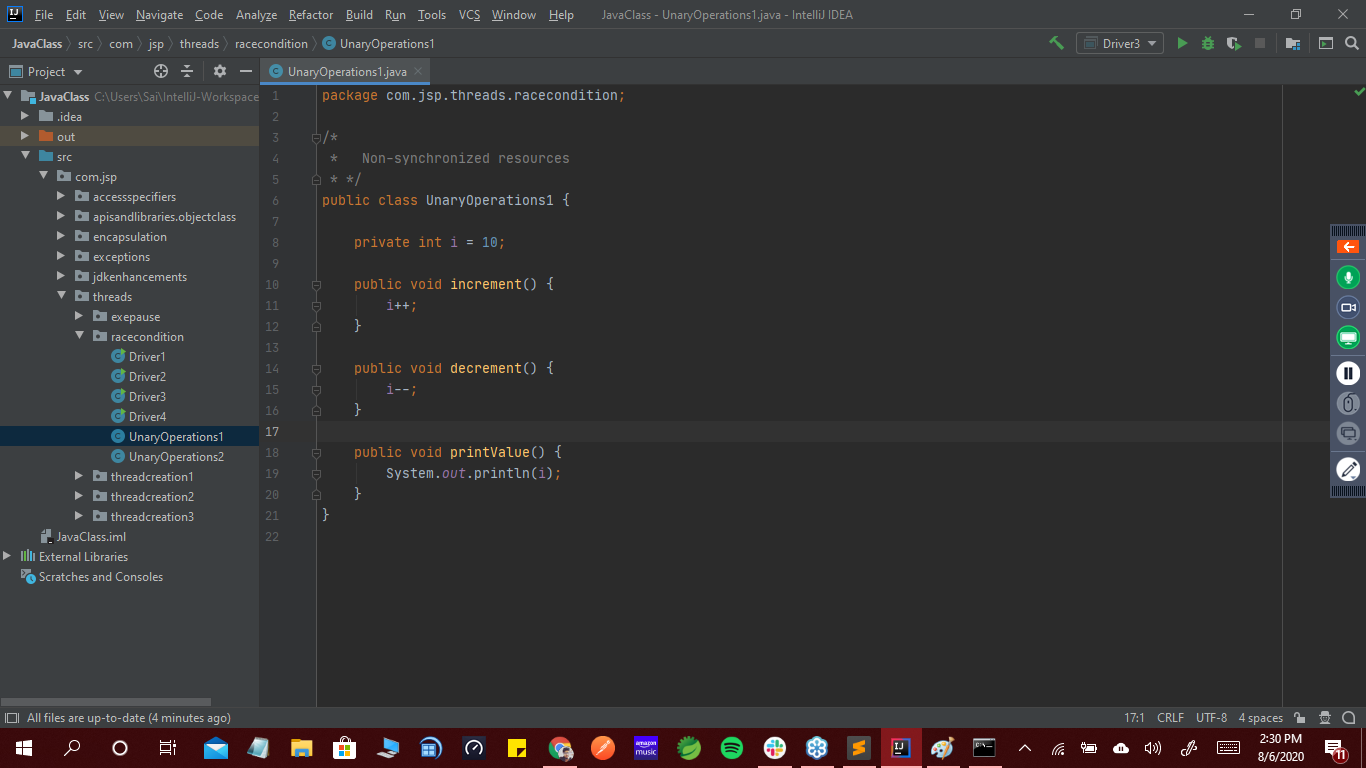 File Edit View Navigate Code Analyze Refactor Build Run Tools VCS Window Help JavaClass - UnaryOperations1.java - IntelliJ IDEA
JavaClass src com jsp threads racecondition UnaryOperations1 Driver3
Project
UnaryOperations1.java
JavaClass C:\Users\Sai\IntelliJ-Workspace
.idea
out
src
com.jsp
accessspecifiers
apisandlibraries.objectclass
encapsulation
exceptions
jdkenhancements
threads
exepause
racecondition
Driver1
Driver2
Driver3
Driver4
UnaryOperations1
UnaryOperations2
threadcreation1
threadcreation2
threadcreation3
JavaClass.iml
External Libraries
Scratches and Consoles
1 package com.jsp.threads.racecondition;
2
3 /*
4 * Non-synchronized resources
5 * */
6 public class UnaryOperations1 {
7
8 private int i = 10;
9
10 public void increment() {
11 i++;
12 }
13
14 public void decrement() {
15 i--;
16 }
17
18 public void printValue() {
19 System.out.println(i);
20 }
21 }
22
All files are up-to-date (4 minutes ago) 17:1 CRLF UTF-8 4 spaces
amazon music
2:30 PM
8/6/2020
11